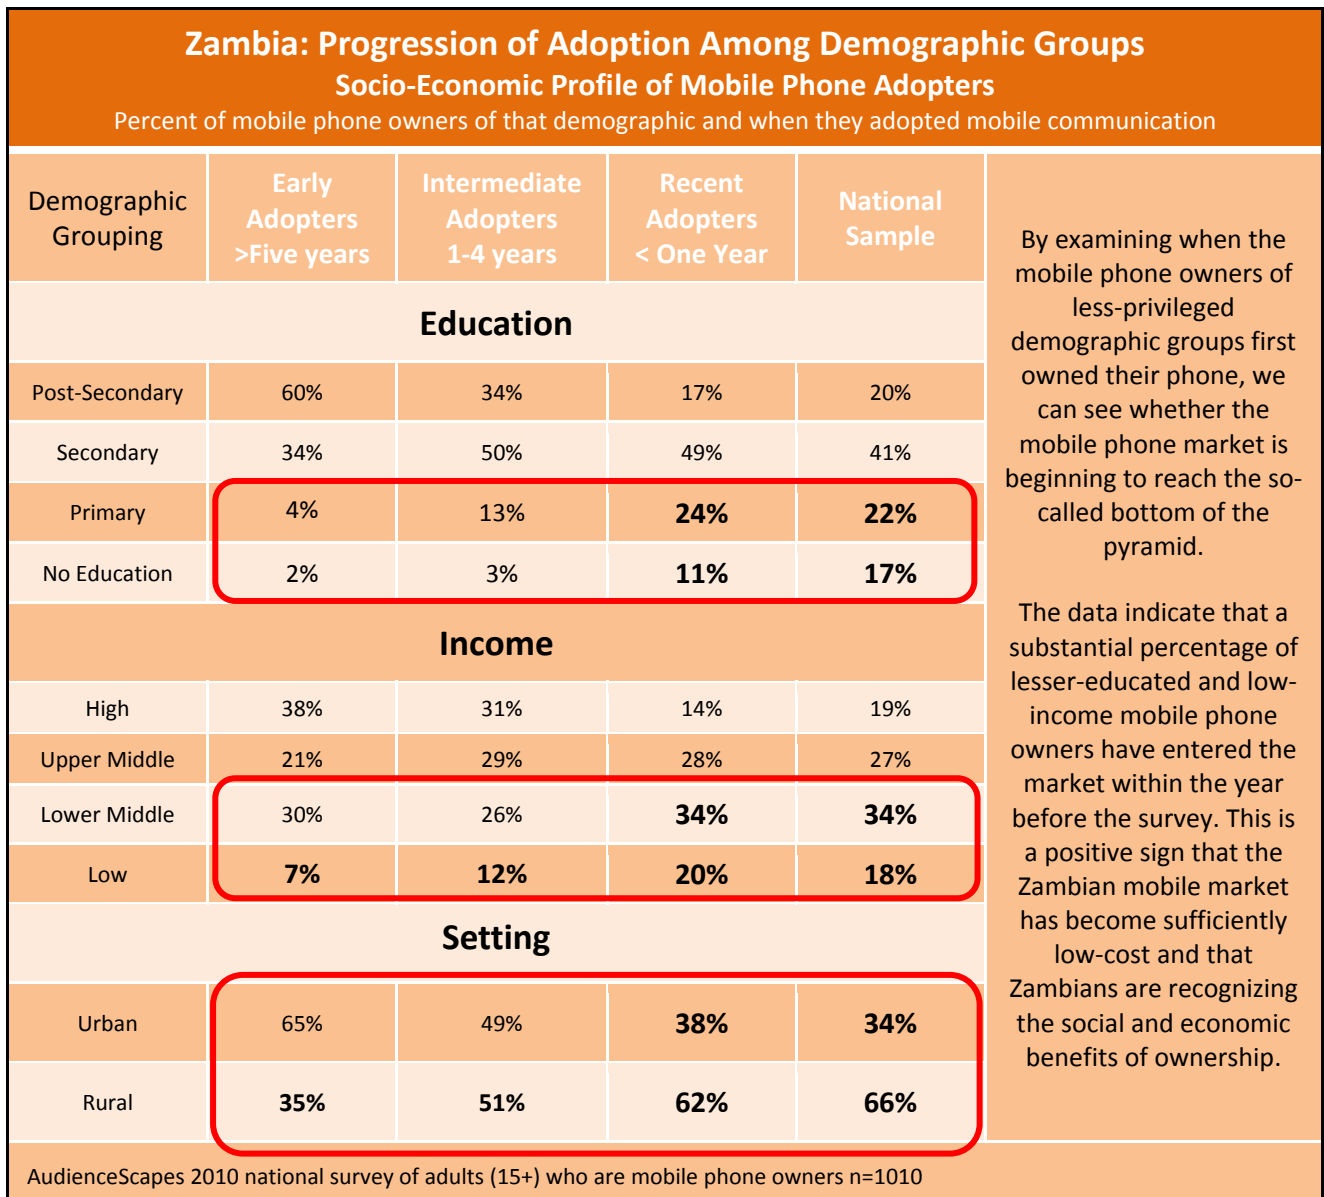 Zambia: Progression of Adoption Among Demographic Groups
Socio-Economic Profile of Mobile Phone Adopters
Percent of mobile phone owners of that demographic and when they adopted mobile communication
Demographic Grouping | Early Adopters >Five years | Intermediate Adopters 1-4 years | Recent Adopters < One Year | National Sample
Education
Post-Secondary 60% 34% 17% 20%
Secondary 34% 50% 49% 41%
Primary 4% 13% 24% 22%
No Education 2% 3% 11% 17%
Income
High 38% 31% 14% 19%
Upper Middle 21% 29% 28% 27%
Lower Middle 30% 26% 34% 34%
Low 7% 12% 20% 18%
Setting
Urban 65% 49% 38% 34%
Rural 35% 51% 62% 66%
By examining when the
mobile phone owners of
less-privileged
demographic groups first
owned their phone, we
can see whether the
mobile phone market is
beginning to reach the so-
called bottom of the
pyramid.
The data indicate that a
substantial percentage of
lesser-educated and low-
income mobile phone
owners have entered the
market within the year
before the survey. This is
a positive sign that the
Zambian mobile market
has become sufficiently
low-cost and that
Zambians are recognizing
the social and economic
benefits of ownership.
AudienceScapes 2010 national survey of adults (15+) who are mobile phone owners n=1010